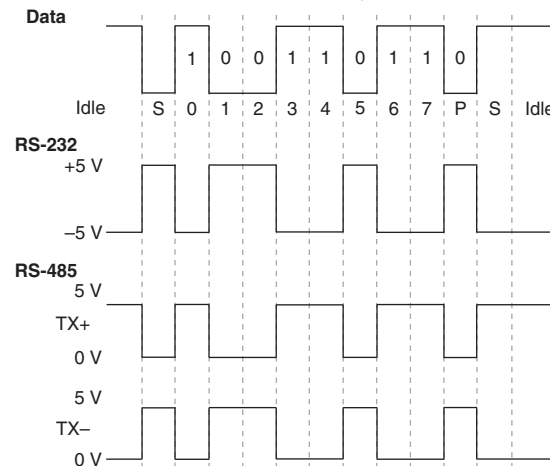 Data
1 0 0 1 1 0 1 1 0
Idle S 0 1 2 3 4 5 6 7 P S Idle
RS-232
+5 V
–5 V
RS-485
5 V
TX+
0 V
5 V
TX–
0 V